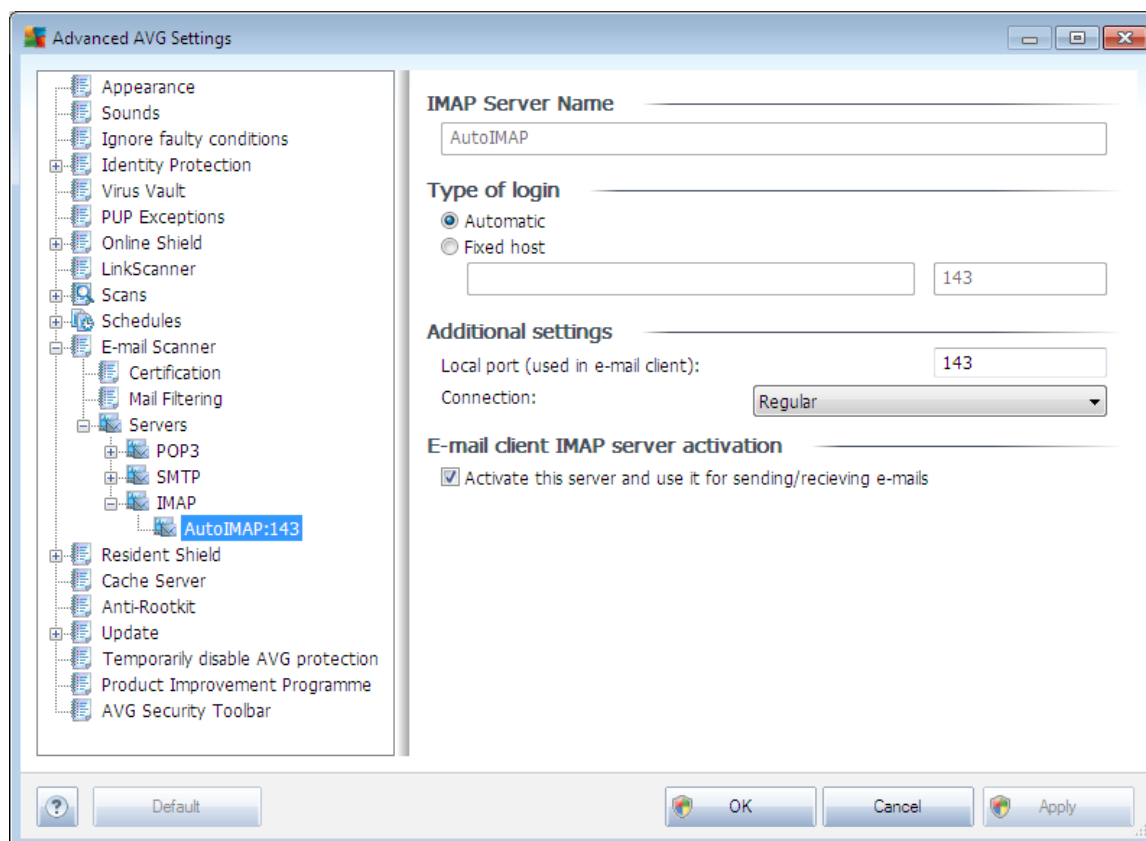 Advanced AVG Settings
Appearance
Sounds
Ignore faulty conditions
Identity Protection
Virus Vault
PUP Exceptions
Online Shield
LinkScanner
Scans
Schedules
E-mail Scanner
Certification
Mail Filtering
Servers
POP3
SMTP
IMAP
AutoIMAP:143
Resident Shield
Cache Server
Anti-Rootkit
Update
Temporarily disable AVG protection
Product Improvement Programme
AVG Security Toolbar
IMAP Server Name
AutoIMAP
Type of login
Automatic
Fixed host
143
Additional settings
Local port (used in e-mail client): 143
Connection: Regular
E-mail client IMAP server activation
Activate this server and use it for sending/recieving e-mails
? Default OK Cancel Apply